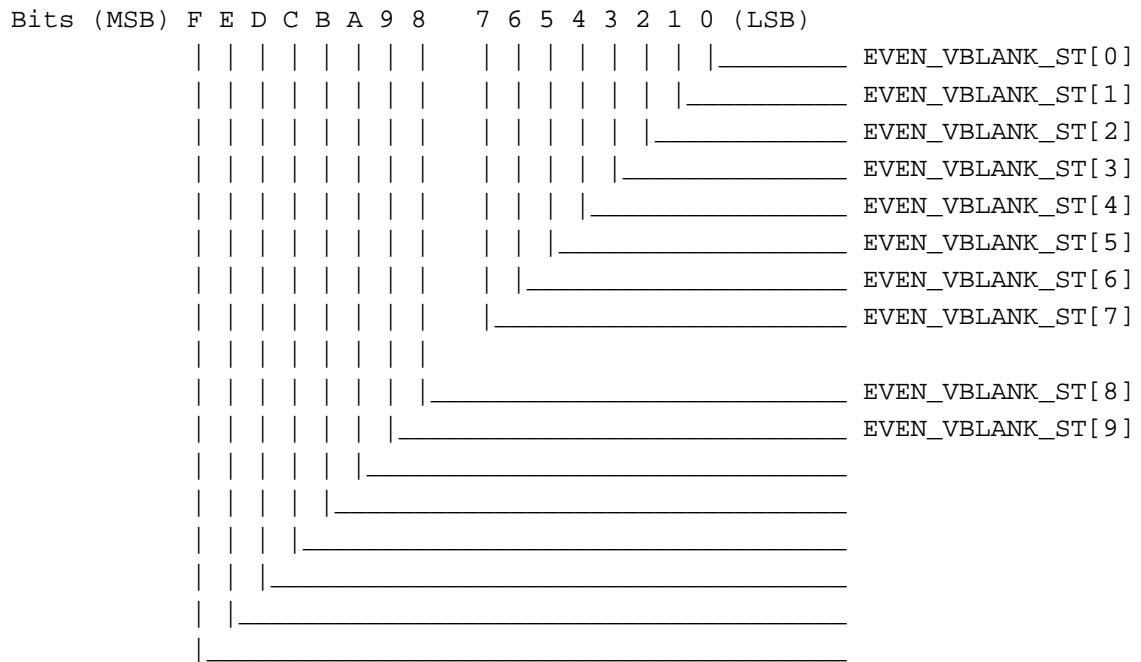 Bits (MSB) F E D C B A 9 8 7 6 5 4 3 2 1 0 (LSB)
EVEN_VBLANK_ST[0]
EVEN_VBLANK_ST[1]
EVEN_VBLANK_ST[2]
EVEN_VBLANK_ST[3]
EVEN_VBLANK_ST[4]
EVEN_VBLANK_ST[5]
EVEN_VBLANK_ST[6]
EVEN_VBLANK_ST[7]
EVEN_VBLANK_ST[8]
EVEN_VBLANK_ST[9]